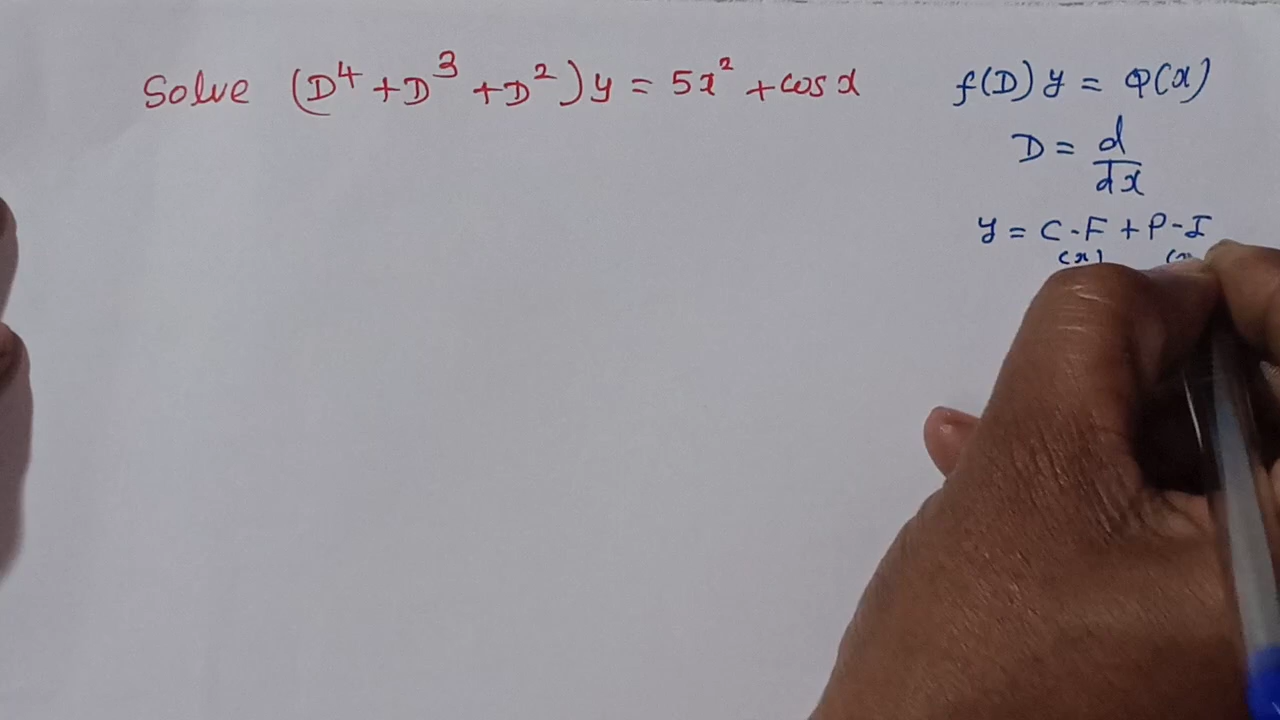 Solve (D⁴ + D³ + D²) y = 5x² + cos x
f(D) y = Q(x)
D = d/dx
y = C.F + P.I
(x)